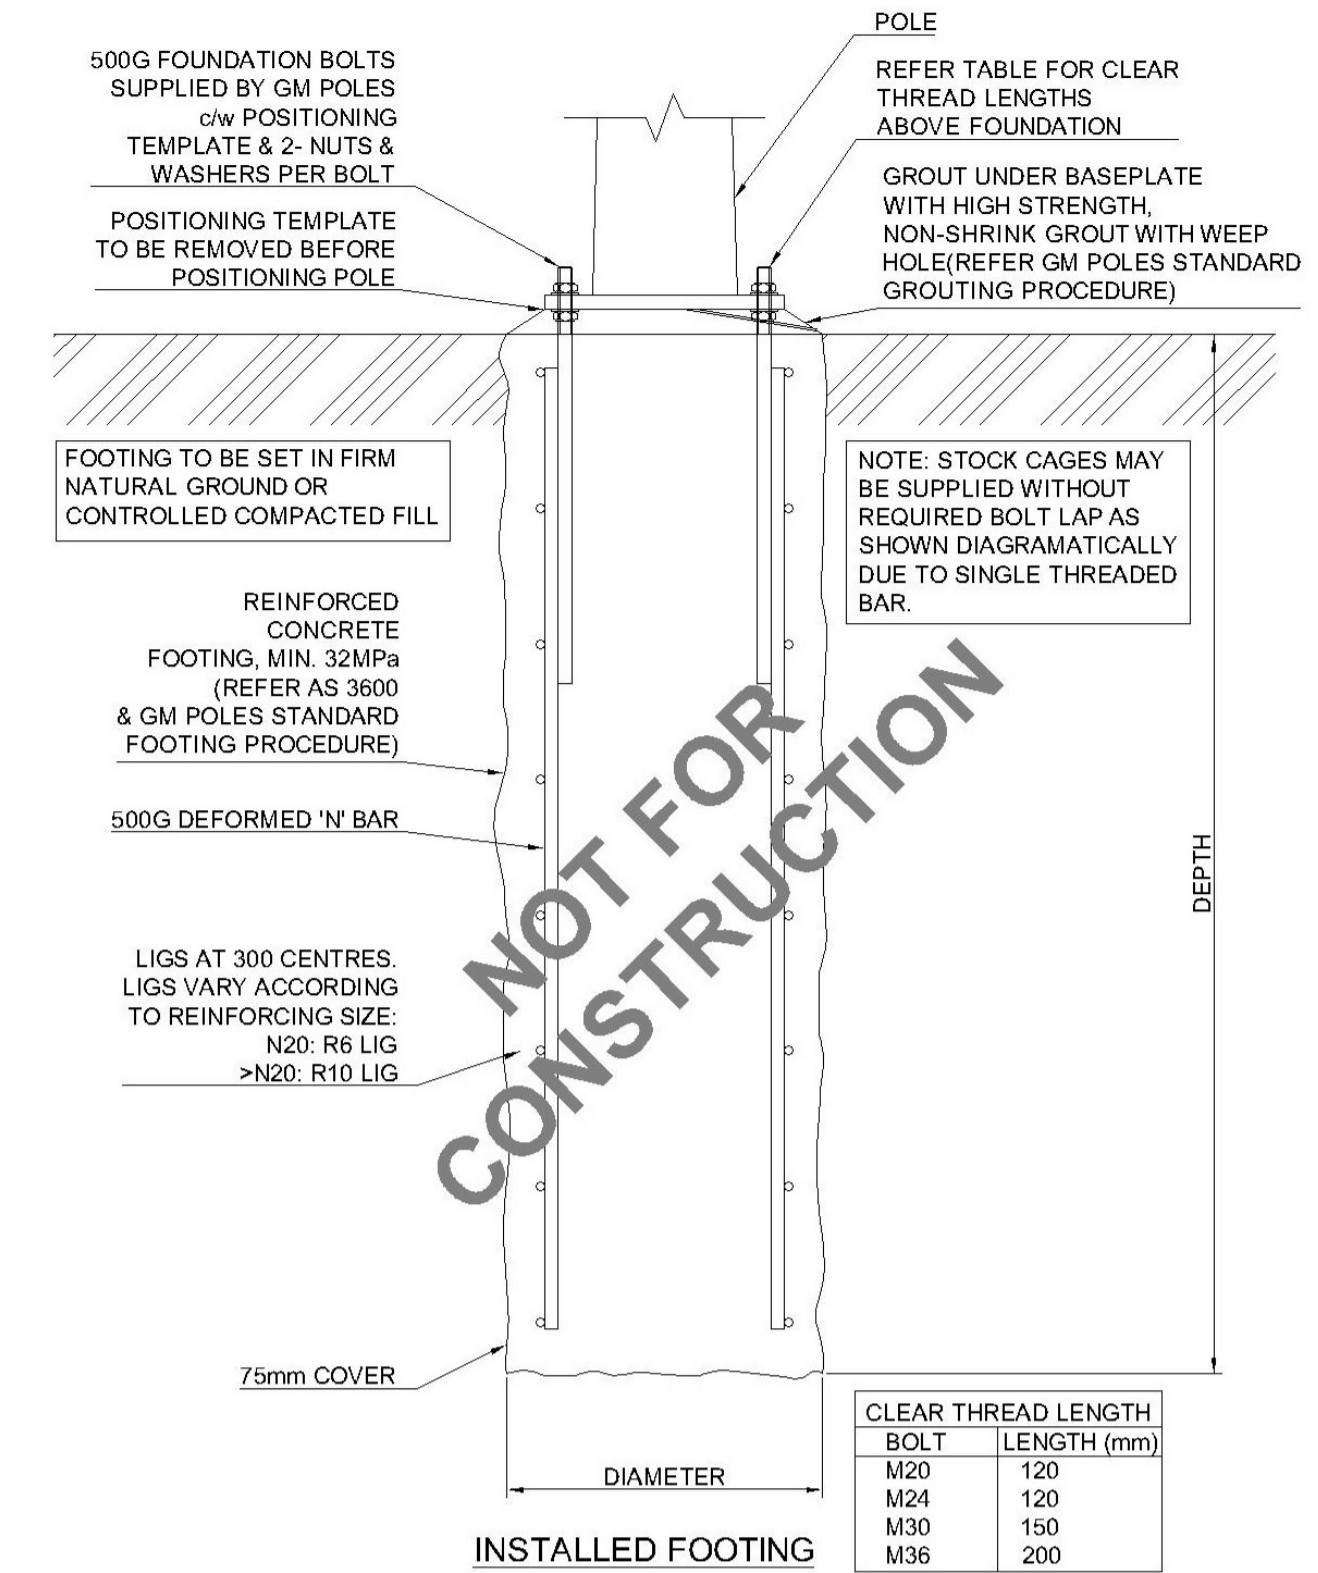 POLE
500G FOUNDATION BOLTS
SUPPLIED BY GM POLES
c/w POSITIONING
TEMPLATE & 2- NUTS &
WASHERS PER BOLT
REFER TABLE FOR CLEAR
THREAD LENGTHS
ABOVE FOUNDATION
POSITIONING TEMPLATE
TO BE REMOVED BEFORE
POSITIONING POLE
GROUT UNDER BASEPLATE
WITH HIGH STRENGTH,
NON-SHRINK GROUT WITH WEEP
HOLE(REFER GM POLES STANDARD
GROUTING PROCEDURE)
FOOTING TO BE SET IN FIRM
NATURAL GROUND OR
CONTROLLED COMPACTED FILL
NOTE: STOCK CAGES MAY
BE SUPPLIED WITHOUT
REQUIRED BOLT LAP AS
SHOWN DIAGRAMATICALLY
DUE TO SINGLE THREADED
BAR.
REINFORCED
CONCRETE
FOOTING, MIN. 32MPa
(REFER AS 3600
& GM POLES STANDARD
FOOTING PROCEDURE)
500G DEFORMED 'N' BAR
NOT FOR
CONSTRUCTION
DEPTH
LIGS AT 300 CENTRES.
LIGS VARY ACCORDING
TO REINFORCING SIZE:
N20: R6 LIG
>N20: R10 LIG
75mm COVER
DIAMETER
INSTALLED FOOTING
CLEAR THREAD LENGTH
BOLT LENGTH (mm)
M20 120
M24 120
M30 150
M36 200